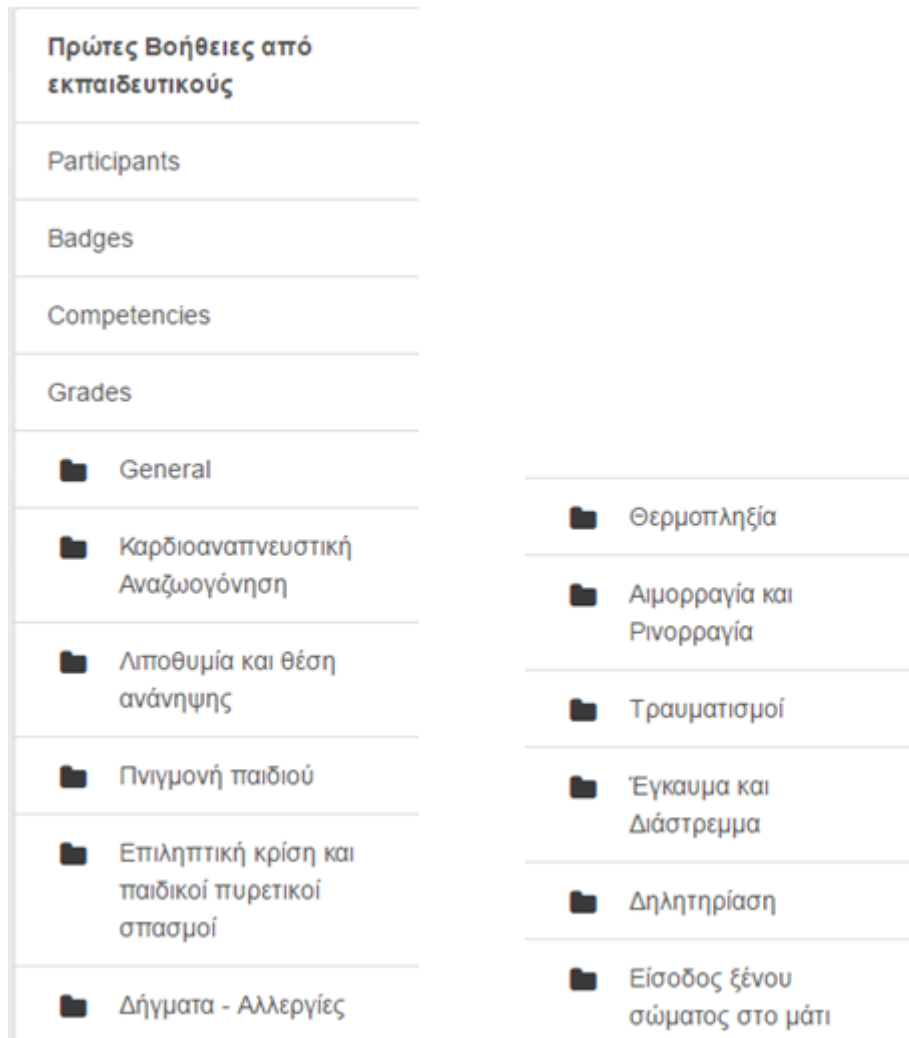 Πρώτες Βοήθειες από
εκπαιδευτικούς
Participants
Badges
Competencies
Grades
General
Καρδιοαναπνευστική
Αναζωογόνηση
Λιποθυμία και θέση
ανάνηψης
Πνιγμονή παιδιού
Επιληπτική κρίση και
παιδικοί πυρετικοί
σπασμοί
Δήγματα - Αλλεργίες
Θερμοπληξία
Αιμορραγία και
Ρινορραγία
Τραυματισμοί
Έγκαυμα και
Διάστρεμμα
Δηλητηρίαση
Είσοδος ξένου
σώματος στο μάτι